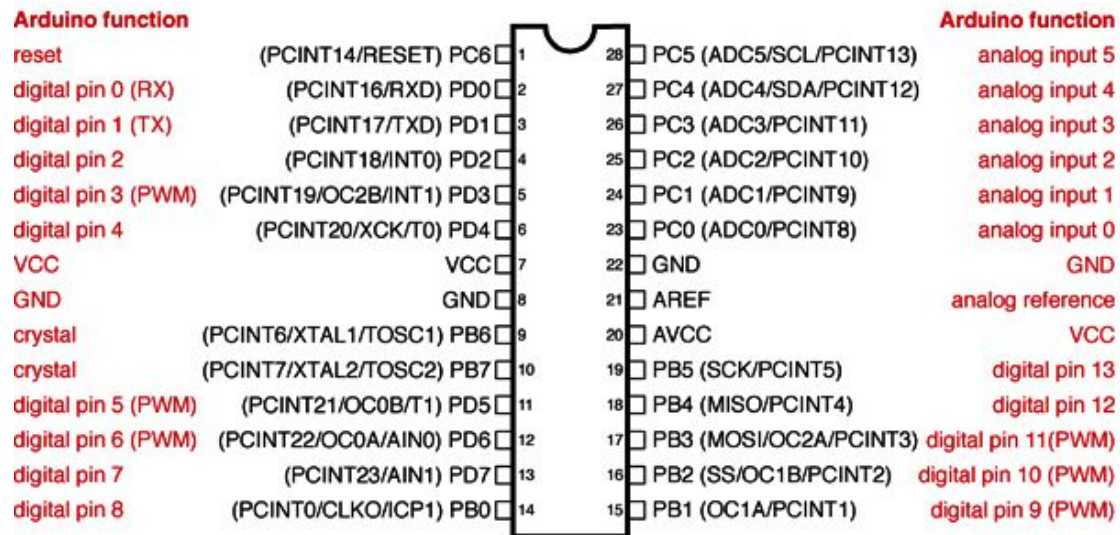 Arduino function Arduino function
reset (PCINT14/RESET) PC6 1 28 PC5 (ADC5/SCL/PCINT13) analog input 5
digital pin 0 (RX) (PCINT16/RXD) PD0 2 27 PC4 (ADC4/SDA/PCINT12) analog input 4
digital pin 1 (TX) (PCINT17/TXD) PD1 3 26 PC3 (ADC3/PCINT11) analog input 3
digital pin 2 (PCINT18/INT0) PD2 4 25 PC2 (ADC2/PCINT10) analog input 2
digital pin 3 (PWM) (PCINT19/OC2B/INT1) PD3 5 24 PC1 (ADC1/PCINT9) analog input 1
digital pin 4 (PCINT20/XCK/T0) PD4 6 23 PC0 (ADC0/PCINT8) analog input 0
VCC VCC 7 22 GND GND
GND GND 8 21 AREF analog reference
crystal (PCINT6/XTAL1/TOSC1) PB6 9 20 AVCC VCC
crystal (PCINT7/XTAL2/TOSC2) PB7 10 19 PB5 (SCK/PCINT5) digital pin 13
digital pin 5 (PWM) (PCINT21/OC0B/T1) PD5 11 18 PB4 (MISO/PCINT4) digital pin 12
digital pin 6 (PWM) (PCINT22/OC0A/AIN0) PD6 12 17 PB3 (MOSI/OC2A/PCINT3) digital pin 11(PWM)
digital pin 7 (PCINT23/AIN1) PD7 13 16 PB2 (SS/OC1B/PCINT2) digital pin 10 (PWM)
digital pin 8 (PCINT0/CLKO/ICP1) PB0 14 15 PB1 (OC1A/PCINT1) digital pin 9 (PWM)